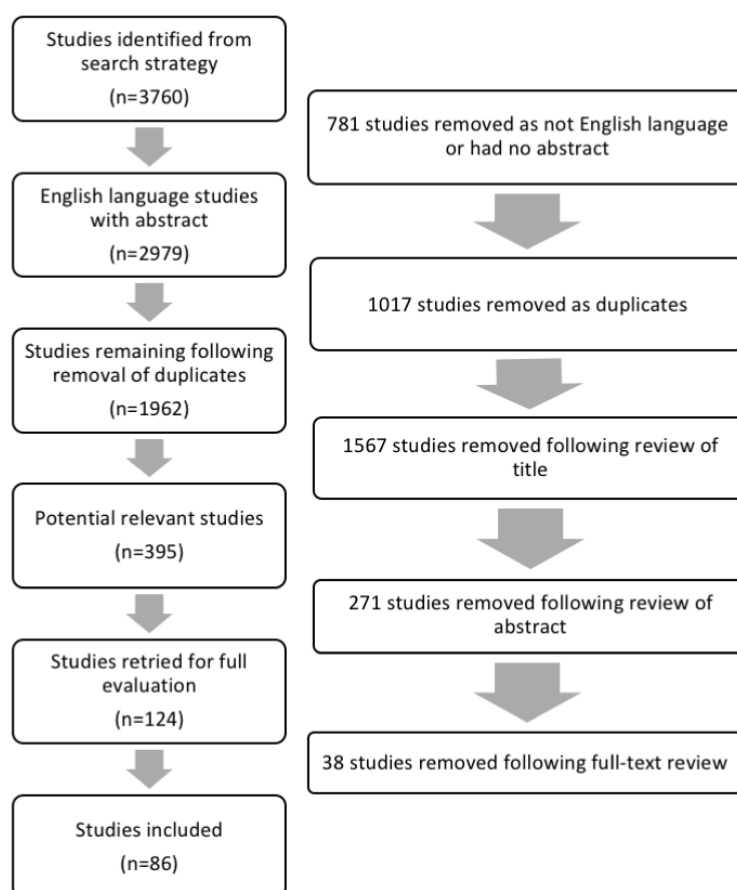 Studies identified from
search strategy
(n=3760)
English language studies
with abstract
(n=2979)
Studies remaining following
removal of duplicates
(n=1962)
Potential relevant studies
(n=395)
Studies retried for full
evaluation
(n=124)
Studies included
(n=86)
781 studies removed as not English language
or had no abstract
1017 studies removed as duplicates
1567 studies removed following review of
title
271 studies removed following review of
abstract
38 studies removed following full-text review